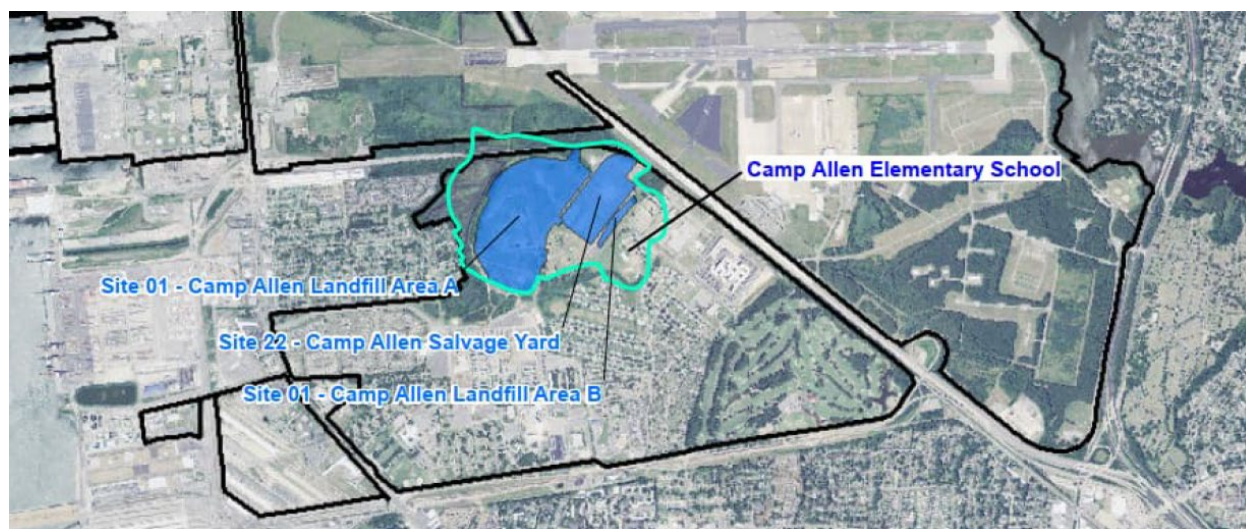 Camp Allen Elementary School
Site 01 - Camp Allen Landfill Area A
Site 22 - Camp Allen Salvage Yard
Site 01 - Camp Allen Landfill Area B